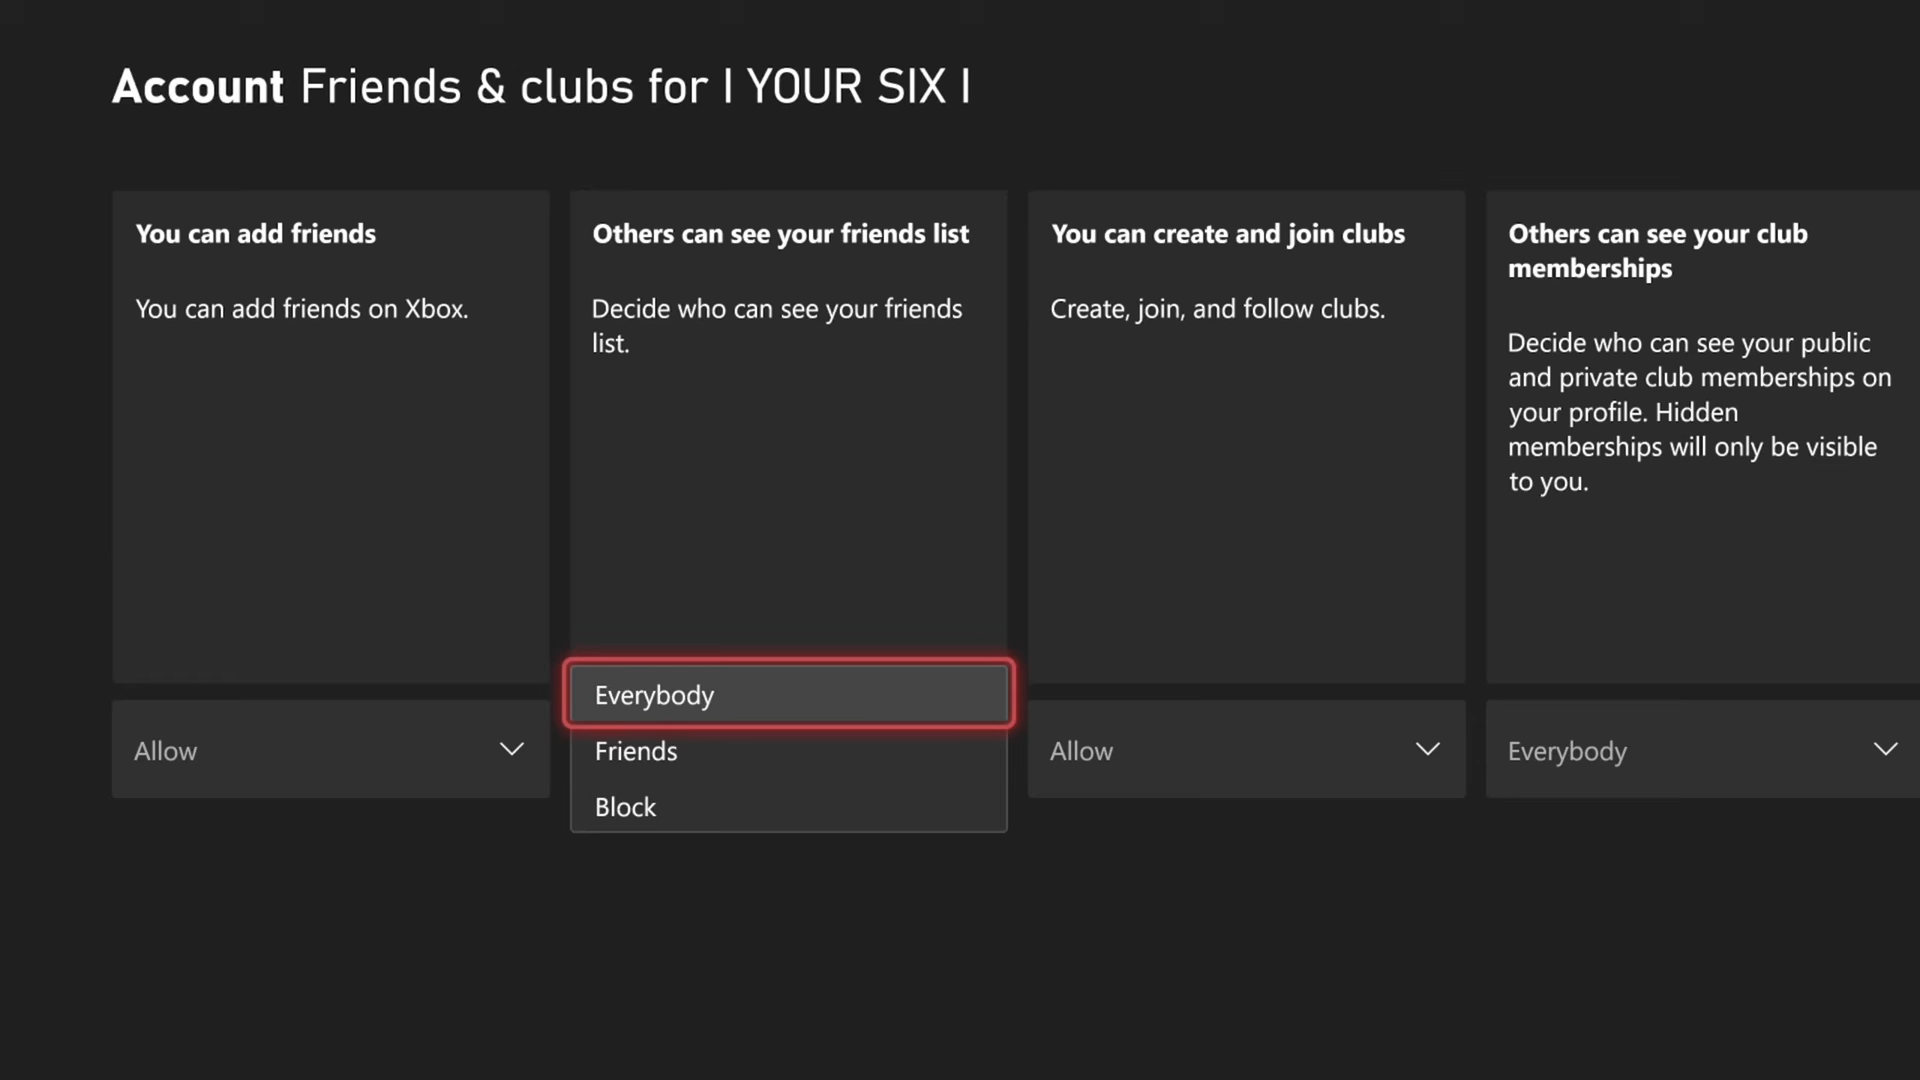 Account Friends & clubs for I YOUR SIX I
You can add friends
You can add friends on Xbox.
Allow
Others can see your friends list
Decide who can see your friends
list.
Everybody
Friends
Block
You can create and join clubs
Create, join, and follow clubs.
Allow
Others can see your club
memberships
Decide who can see your public
and private club memberships on
your profile. Hidden
memberships will only be visible
to you.
Everybody